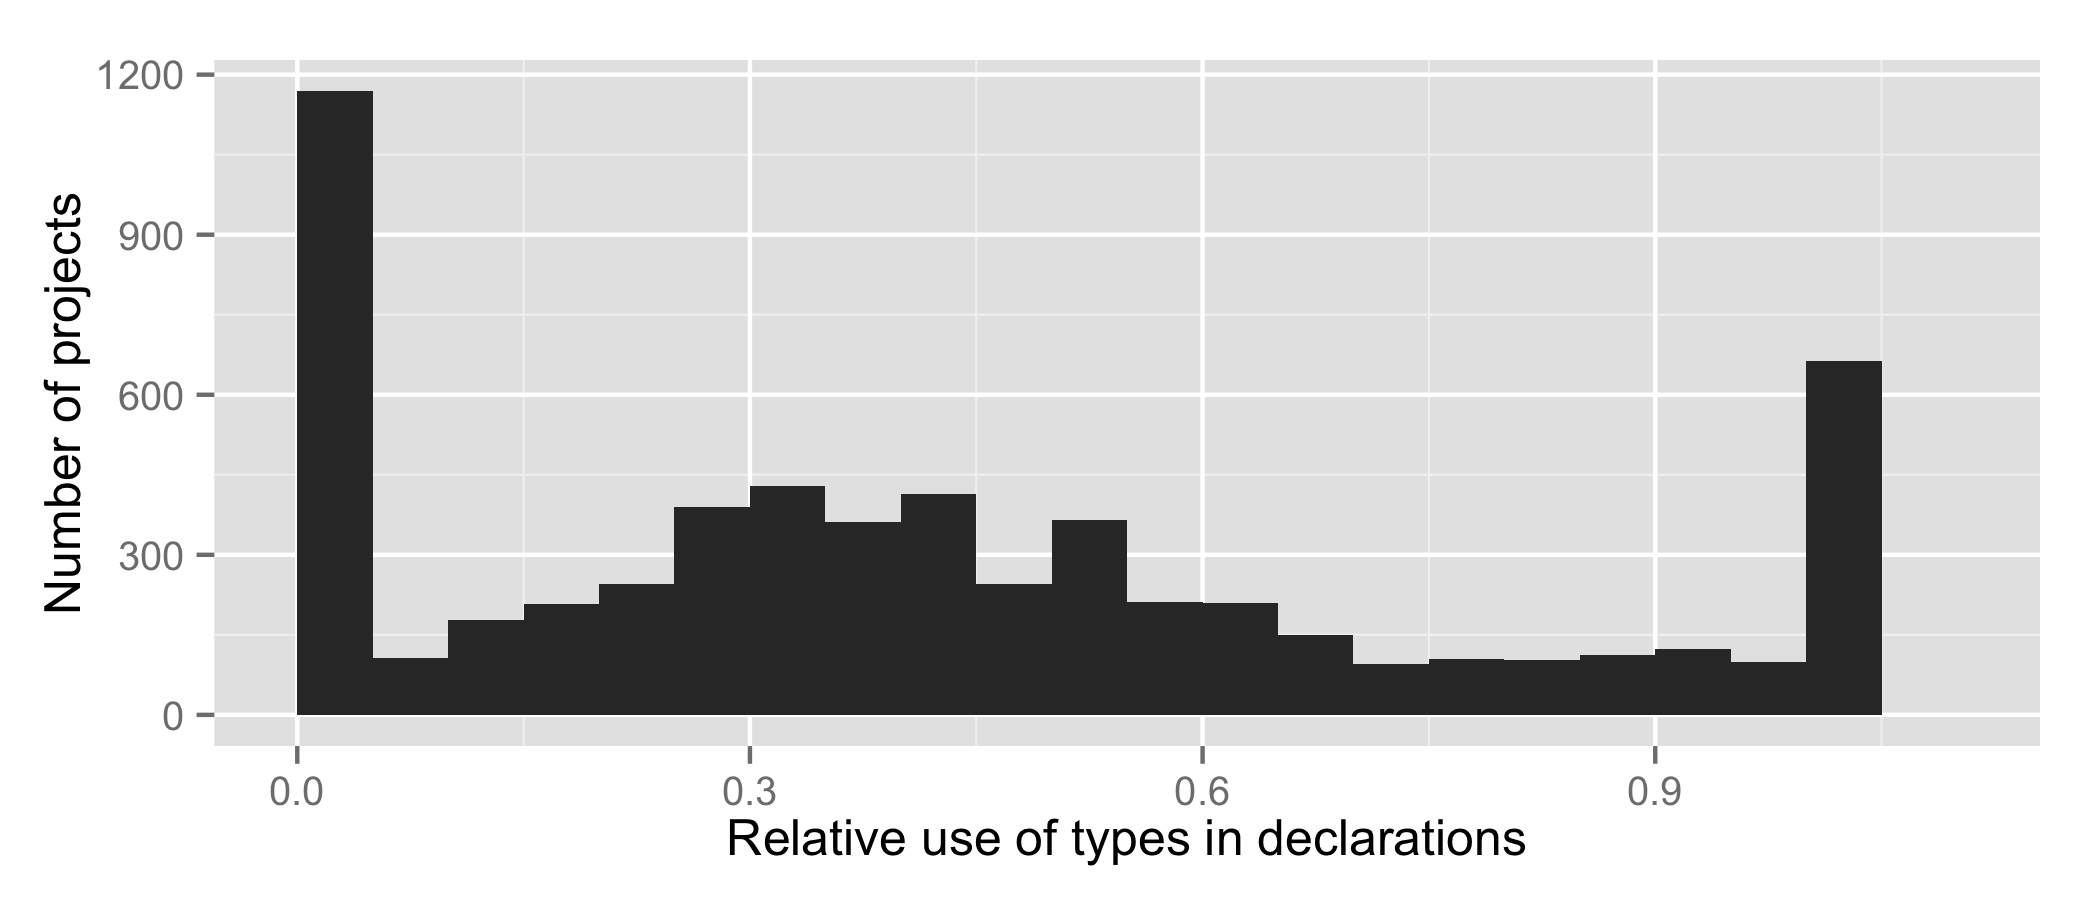 1200
900
600
300
0
Number of projects
0.0 0.3 0.6 0.9
Relative use of types in declarations